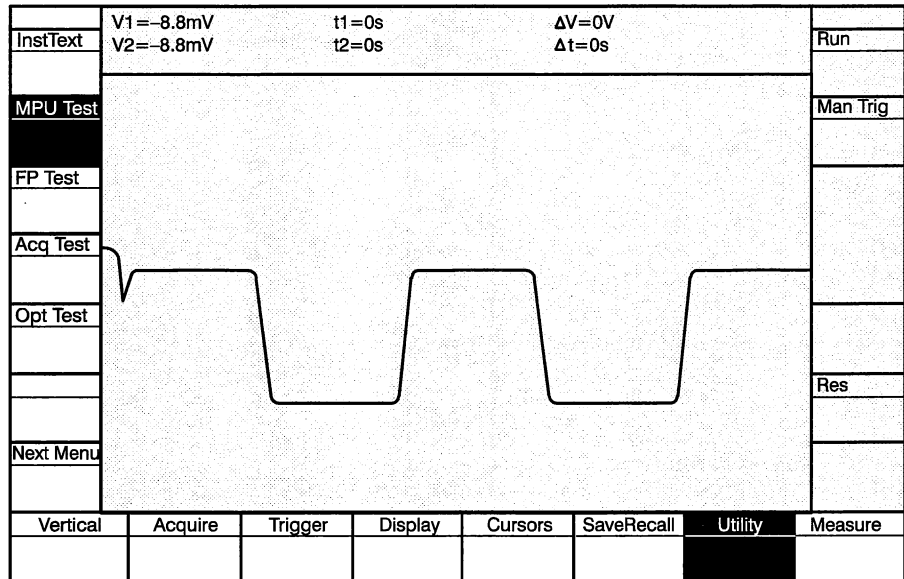 V1=–8.8mV t1=0s ΔV=0V
V2=–8.8mV t2=0s Δt=0s
InstText
MPU Test
FP Test
Acq Test
Opt Test
Next Menu
Run
Man Trig
Res
Vertical Acquire Trigger Display Cursors SaveRecall Utility Measure